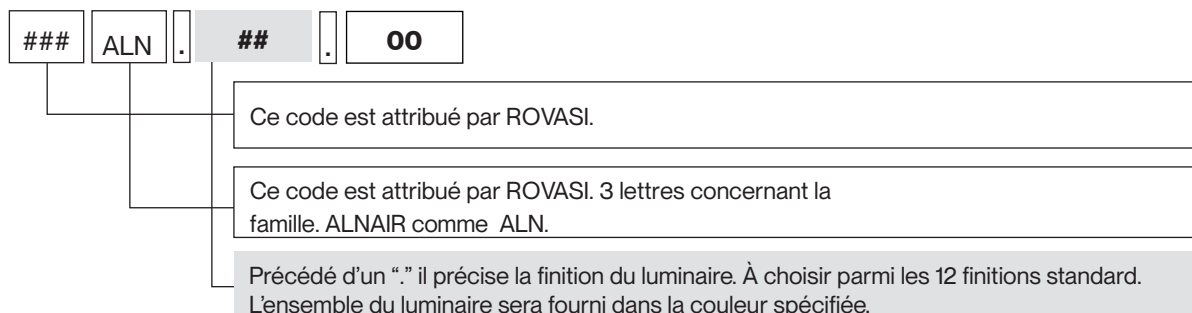 ### ALN . ## . 00
Ce code est attribué par ROVASI.
Ce code est attribué par ROVASI. 3 lettres concernant la
famille. ALNAIR comme ALN.
Précédé d’un “.” il précise la finition du luminaire. À choisir parmi les 12 finitions standard.
L’ensemble du luminaire sera fourni dans la couleur spécifiée.